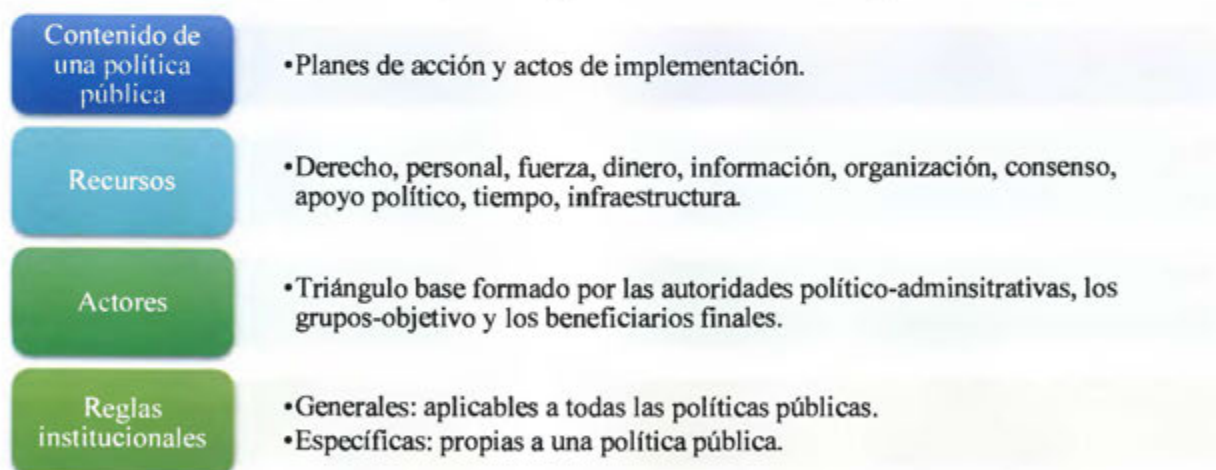 Contenido de
una política
pública
•Planes de acción y actos de implementación.
Recursos
•Derecho, personal, fuerza, dinero, información, organización, consenso,
apoyo político, tiempo, infraestructura.
Actores
•Triángulo base formado por las autoridades político-adminsitrativas, los
grupos-objetivo y los beneficiarios finales.
Reglas
institucionales
•Generales: aplicables a todas las políticas públicas.
•Específicas: propias a una política pública.